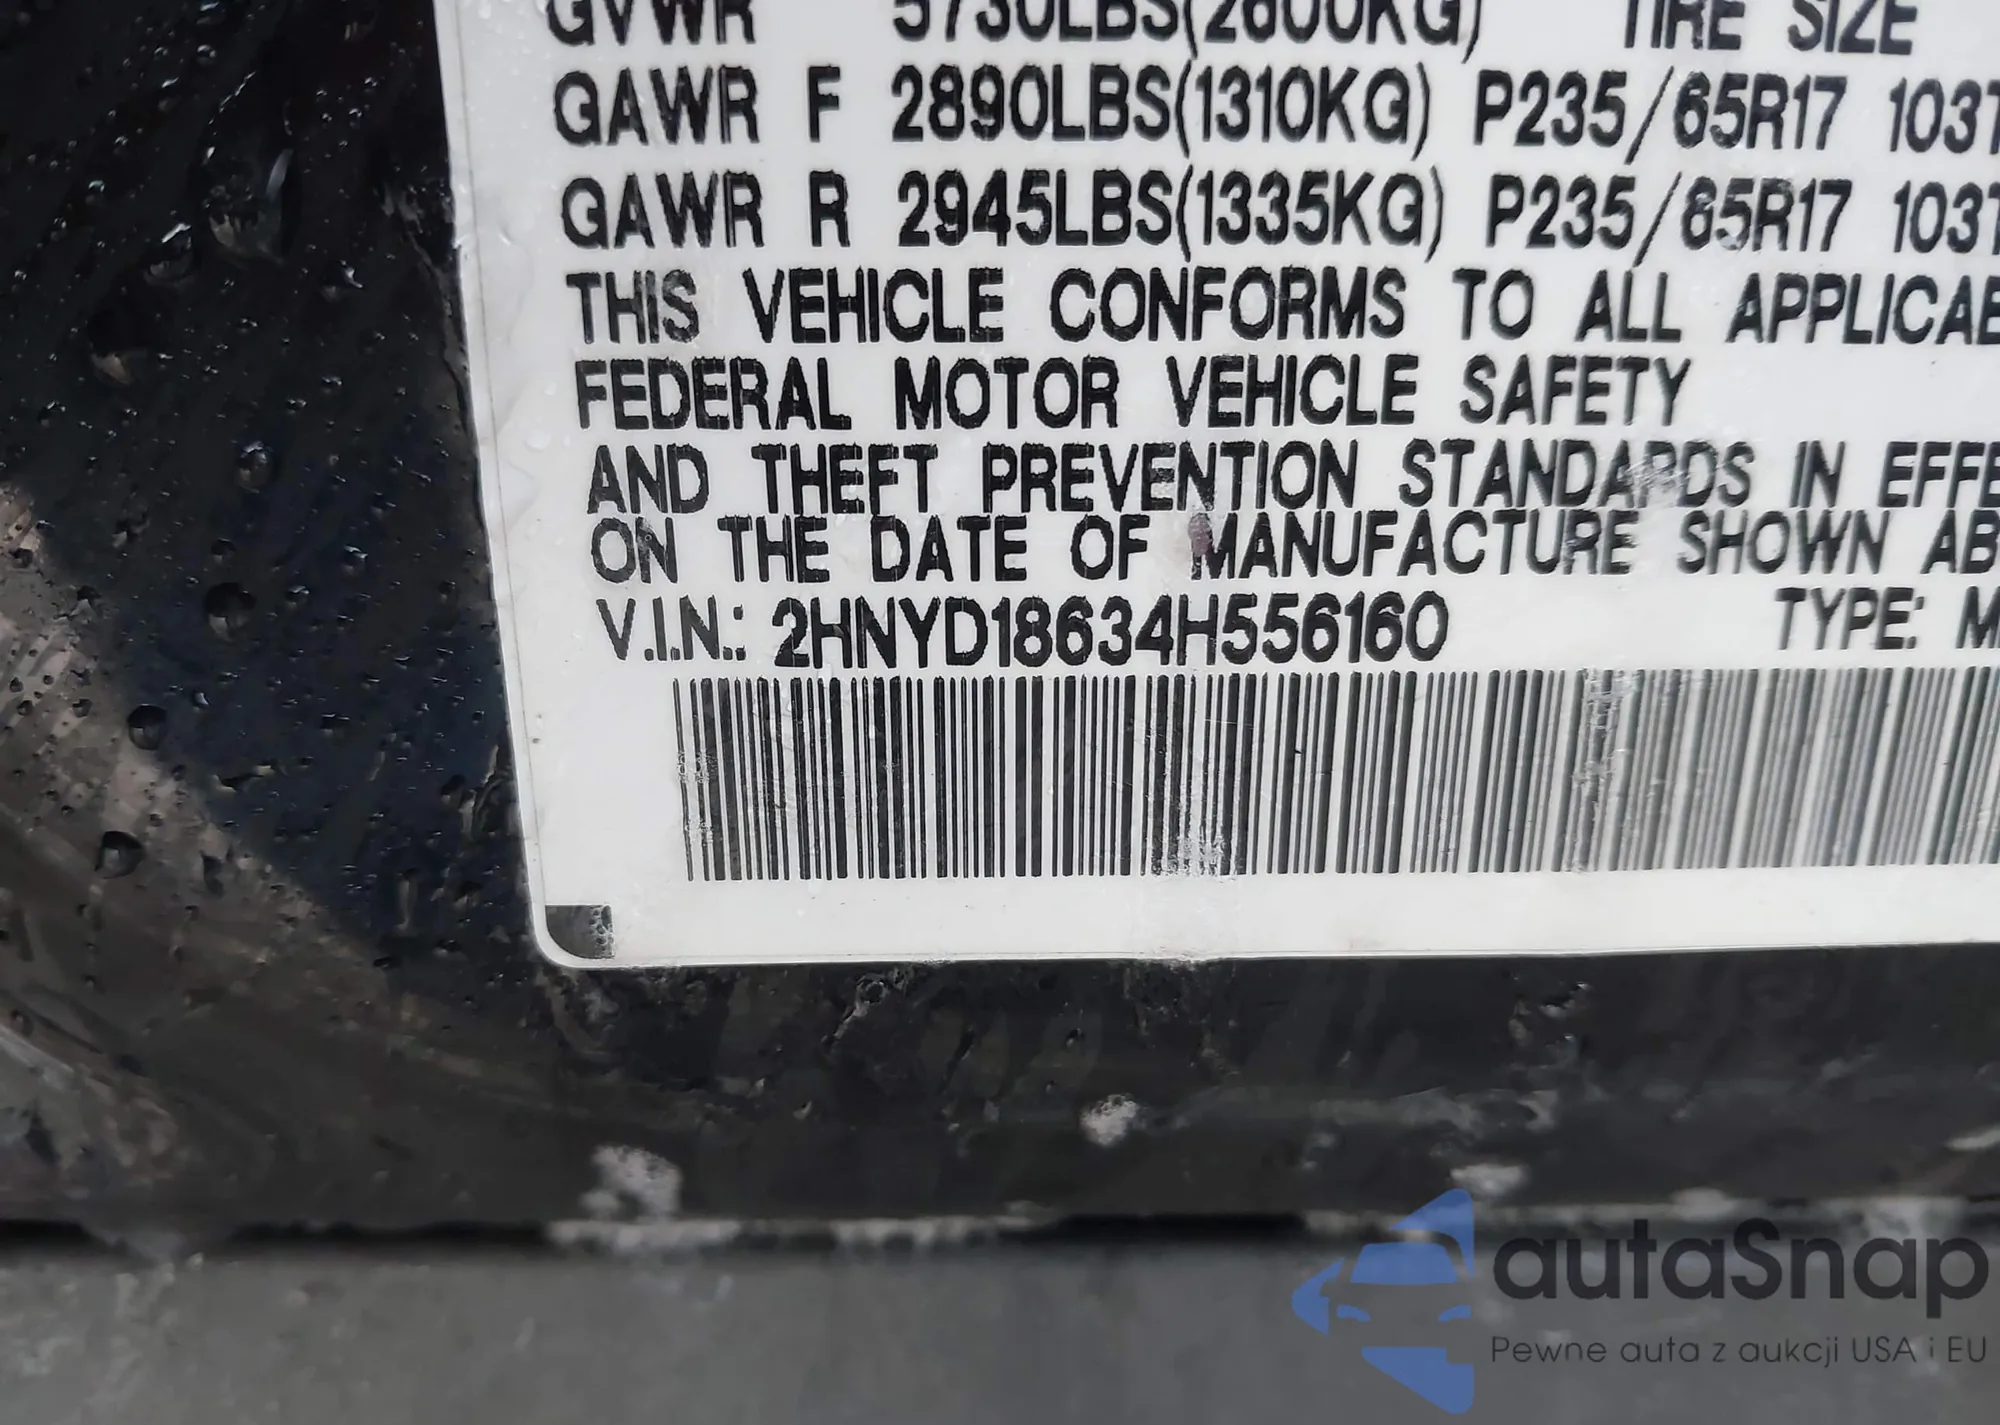 GVWR 5730LBS(2600KG) TIRE SIZE
GAWR F 2890LBS(1310KG) P235/65R17 103T
GAWR R 2945LBS(1335KG) P235/65R17 103T
THIS VEHICLE CONFORMS TO ALL APPLICAB
FEDERAL MOTOR VEHICLE SAFETY
AND THEFT PREVENTION STANDARDS IN EFFE
ON THE DATE OF MANUFACTURE SHOWN AB
V.I.N.: 2HNYD18634H556160 TYPE: M
autaSnap
Pewne auta z aukcji USA i EU